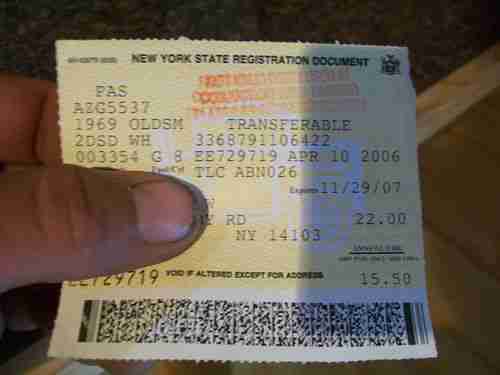 NEW YORK STATE REGISTRATION DOCUMENT
PAS
AZG5537
1969 OLDSM TRANSFERABLE
2DSD WH 3368791106422
003354 G 8 EE729719 APR 10 2006
TLC ABN026
Expires 11/29/07
RD 22.00
NY 14103
EE729719 VOID IF ALTERED EXCEPT FOR ADDRESS 15.50